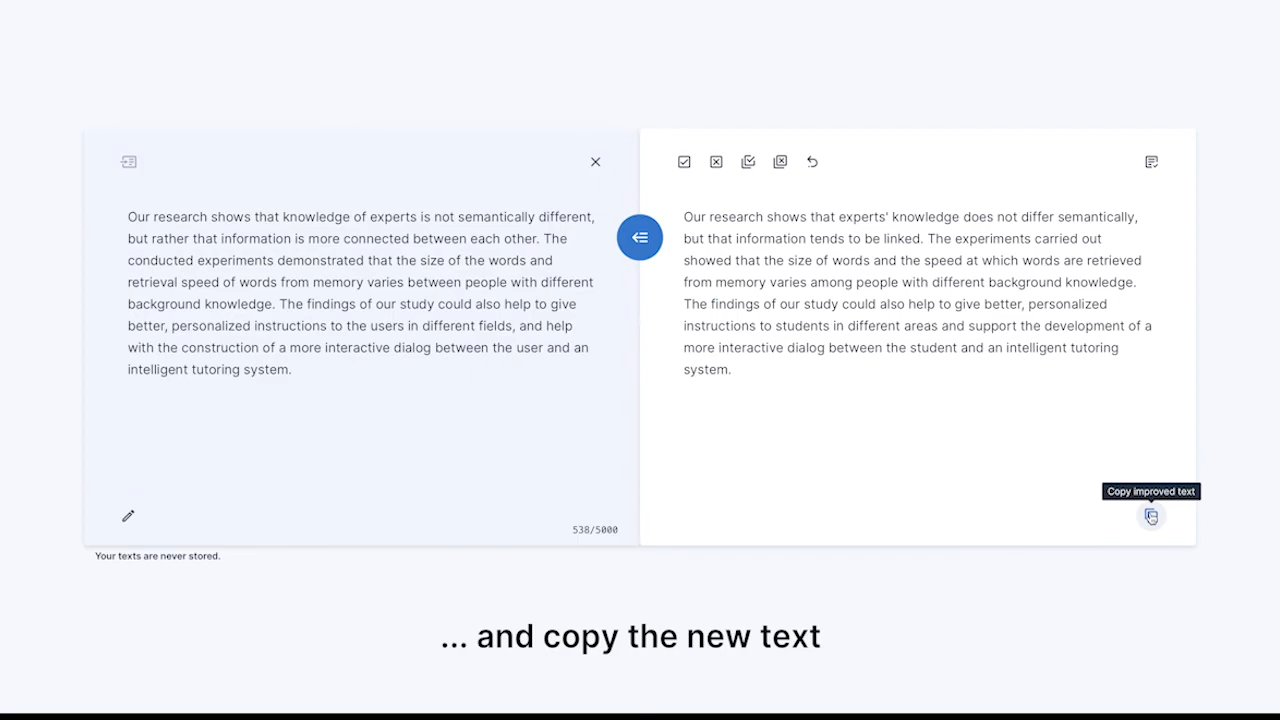 Our research shows that knowledge of experts is not semantically different,
but rather that information is more connected between each other. The
conducted experiments demonstrated that the size of the words and
retrieval speed of words from memory varies between people with different
background knowledge. The findings of our study could also help to give
better, personalized instructions to the users in different fields, and help
with the construction of a more interactive dialog between the user and an
intelligent tutoring system.
538/5000
Your texts are never stored.
Our research shows that experts' knowledge does not differ semantically,
but that information tends to be linked. The experiments carried out
showed that the size of words and the speed at which words are retrieved
from memory varies among people with different background knowledge.
The findings of our study could also help to give better, personalized
instructions to students in different areas and support the development of a
more interactive dialog between the student and an intelligent tutoring
system.
Copy improved text
... and copy the new text